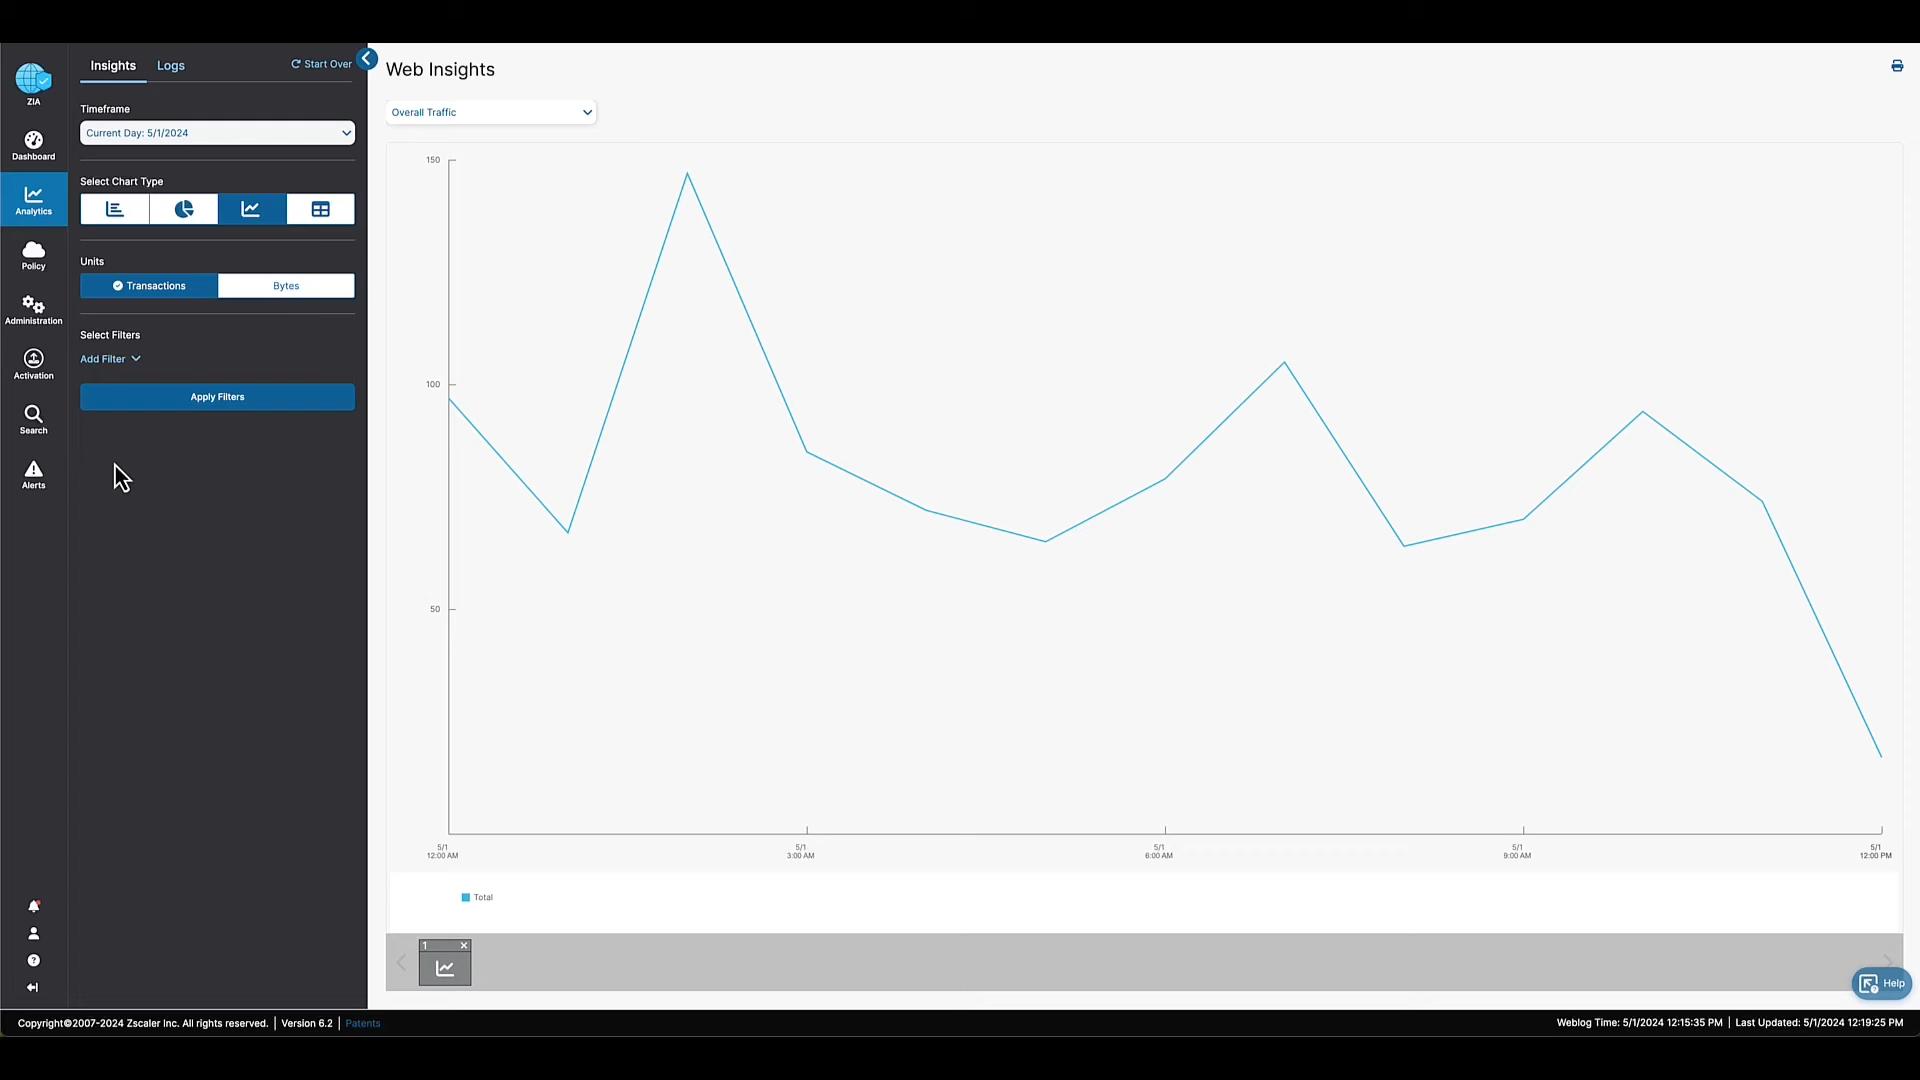 ZIA
Dashboard
Analytics
Policy
Administration
Activation
Search
Alerts
Insights
Logs
Start Over
Timeframe
Current Day: 5/1/2024
Select Chart Type
Units
Transactions
Bytes
Select Filters
Add Filter
Apply Filters
Web Insights
Overall Traffic
150
100
50
5/1
12:00 AM
5/1
3:00 AM
5/1
6:00 AM
5/1
9:00 AM
5/1
12:00 PM
Total
1
Help
Copyright©2007-2024 Zscaler Inc. All rights reserved. | Version 6.2 | Patents
Weblog Time: 5/1/2024 12:15:35 PM | Last Updated: 5/1/2024 12:19:25 PM